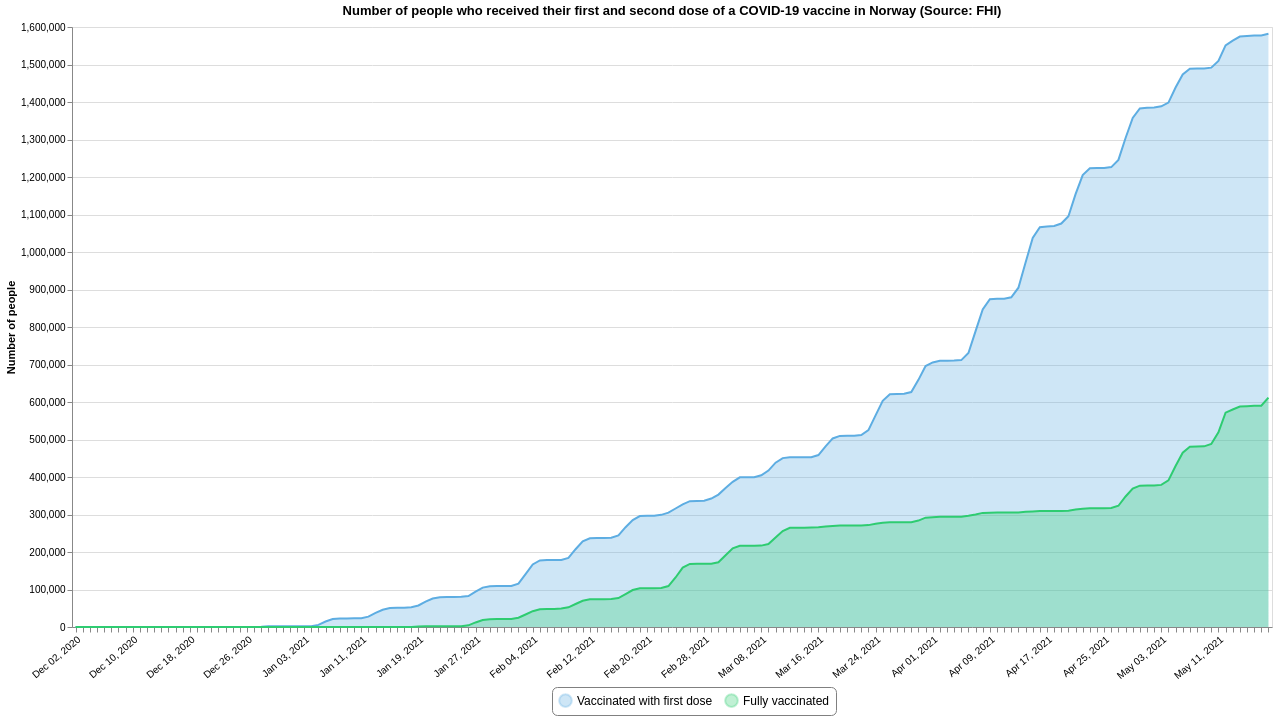 Number of people who received their first and second dose of a COVID-19 vaccine in Norway (Source: FHI)
Number of people
1,600,000
1,500,000
1,400,000
1,300,000
1,200,000
1,100,000
1,000,000
900,000
800,000
700,000
600,000
500,000
400,000
300,000
200,000
100,000
0
Dec 02, 2020
Dec 10, 2020
Dec 18, 2020
Dec 26, 2020
Jan 03, 2021
Jan 11, 2021
Jan 19, 2021
Jan 27, 2021
Feb 04, 2021
Feb 12, 2021
Feb 20, 2021
Feb 28, 2021
Mar 08, 2021
Mar 16, 2021
Mar 24, 2021
Apr 01, 2021
Apr 09, 2021
Apr 17, 2021
Apr 25, 2021
May 03, 2021
May 11, 2021
Vaccinated with first dose
Fully vaccinated